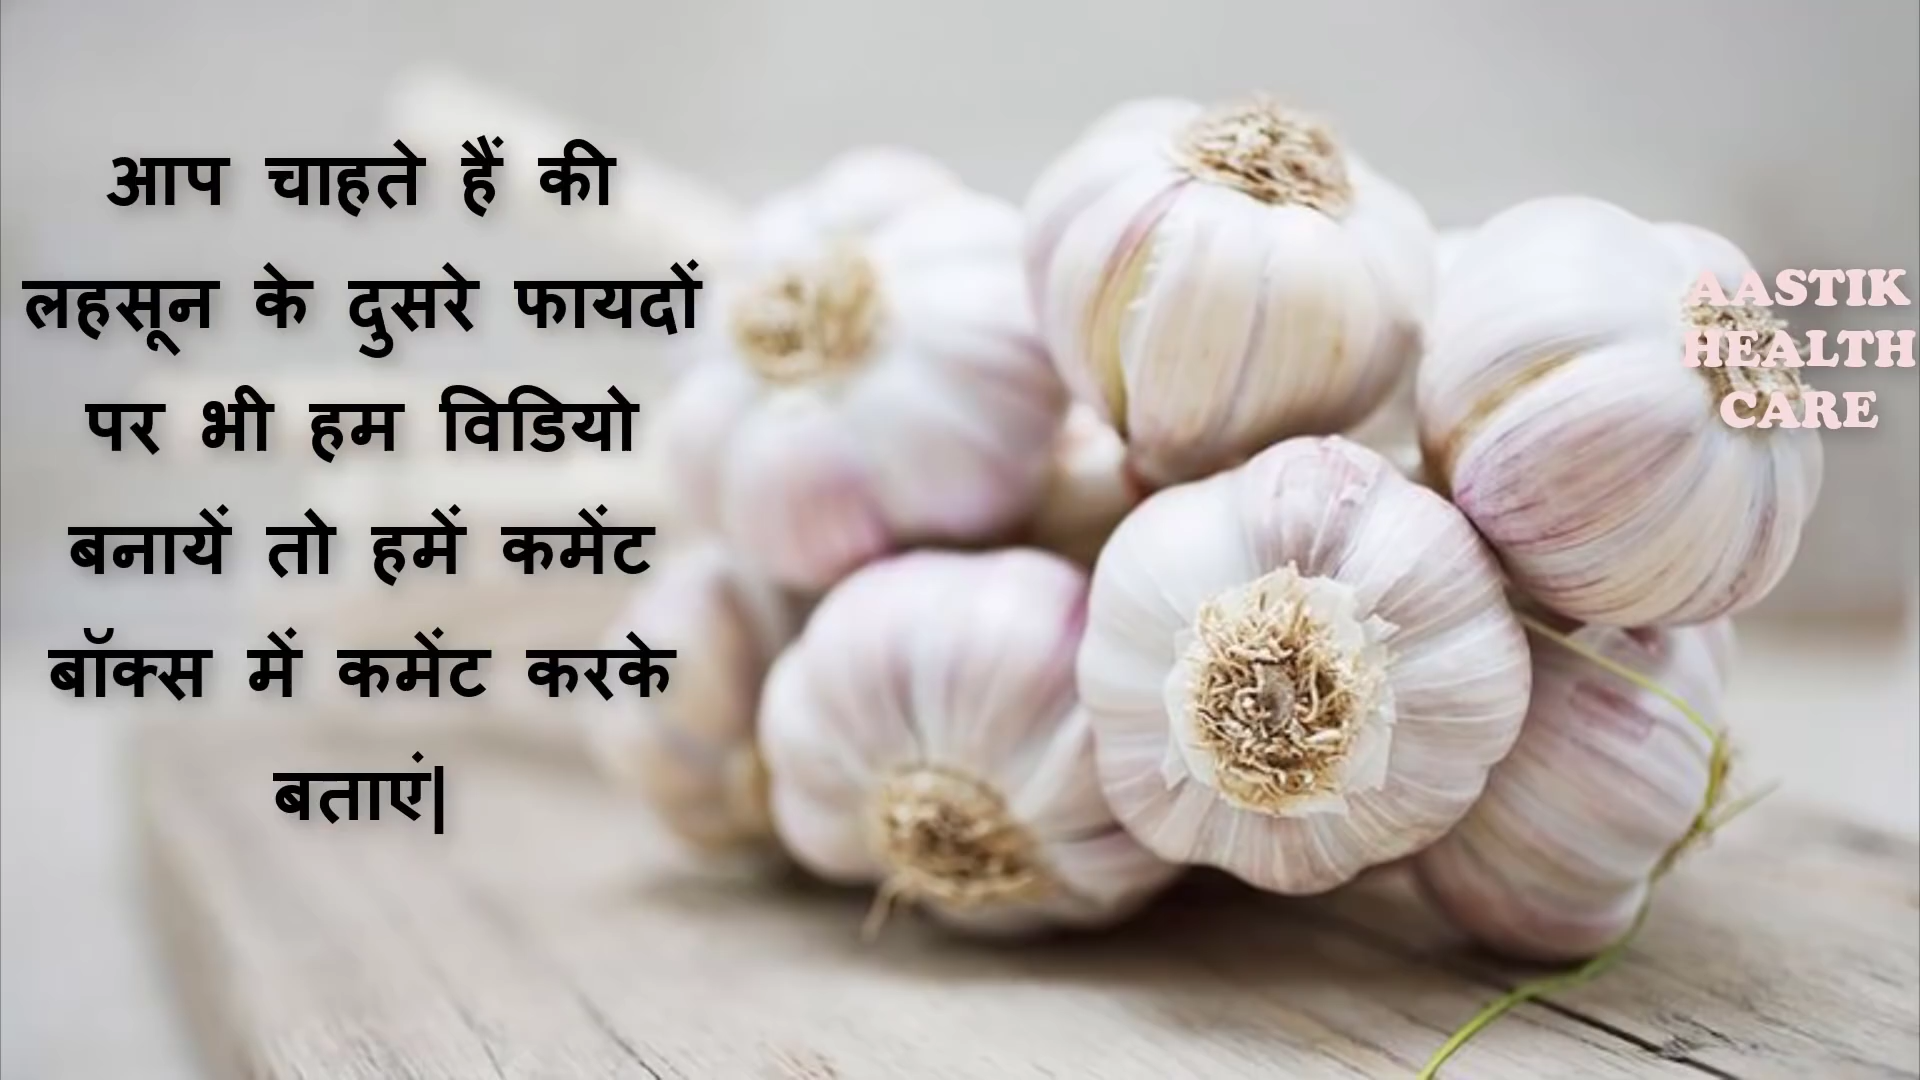 आप चाहते हैं की
लहसून के दुसरे फायदों
पर भी हम विडियो
बनायें तो हमें कमेंट
बॉक्स में कमेंट करके
बताएं|
AASTIK
HEALTH
CARE